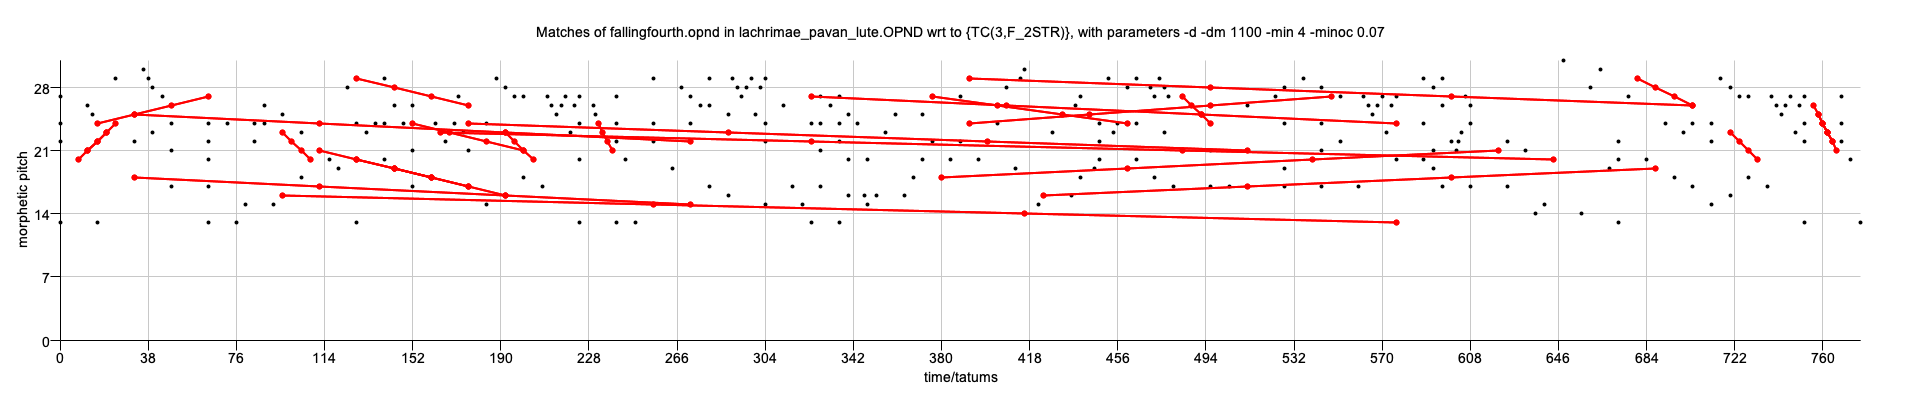 Matches of fallingfourth.opnd in lachrimae_pavan_lute.OPND wrt to {TC(3,F_2STR)}, with parameters -d -dm 1100 -min 4 -minoc 0.07
morphetic pitch
28
21
14
7
0
0 38 76 114 152 190 228 266 304 342 380 418 456 494 532 570 608 646 684 722 760
time/tatums